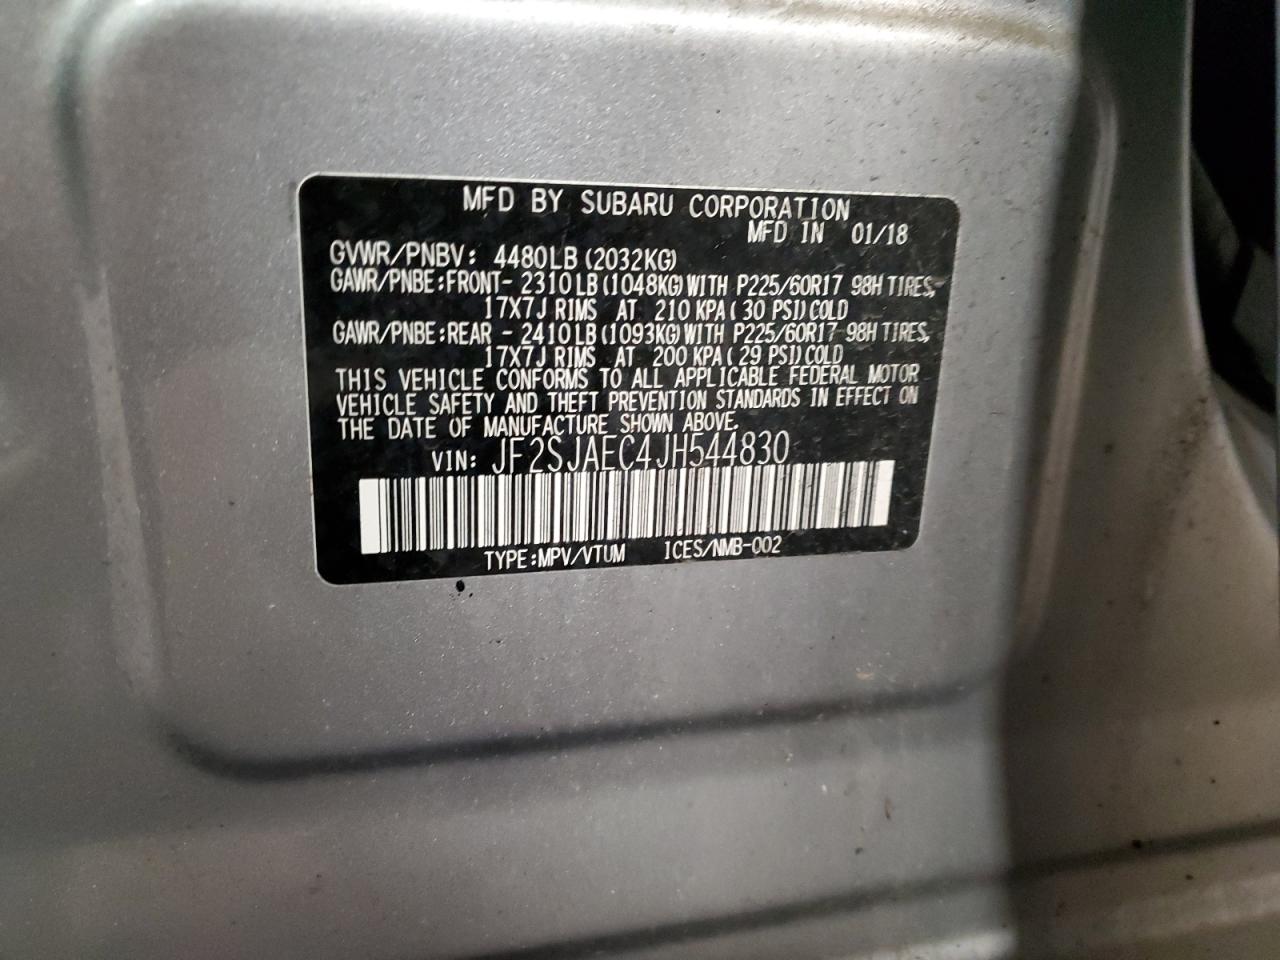 MFD BY SUBARU CORPORATION
MFD IN 01/18
GVWR/PNBV: 4480LB (2032KG)
GAWR/PNBE:FRONT- 2310LB (1048KG) WITH P225/60R17 98H TIRES,
17X7J RIMS AT 210 KPA ( 30 PSI) COLD
GAWR/PNBE:REAR - 2410LB (1093KG) WITH P225/60R17 98H TIRES,
17X7J RIMS AT 200 KPA ( 29 PSI) COLD
THIS VEHICLE CONFORMS TO ALL APPLICABLE FEDERAL MOTOR
VEHICLE SAFETY AND THEFT PREVENTION STANDARDS IN EFFECT ON
THE DATE OF MANUFACTURE SHOWN ABOVE.
VIN: JF2SJAEC4JH544830
TYPE:MPV/VTUM ICES/NMB-002